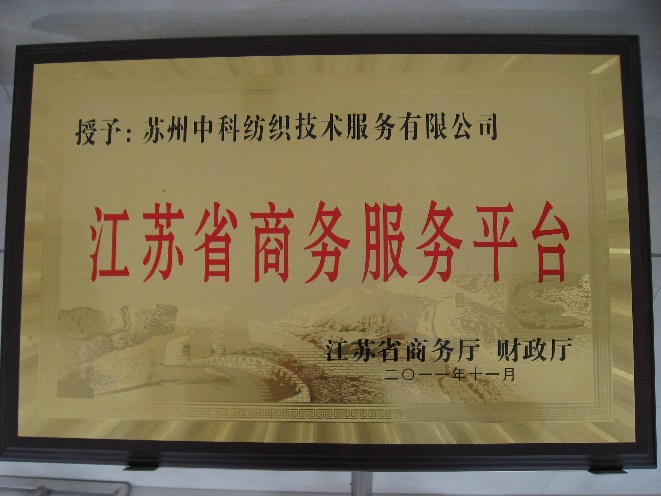 授予：苏州中科纺织技术服务有限公司
江苏省商务服务平台
江苏省商务厅 财政厅
二〇一一年十一月